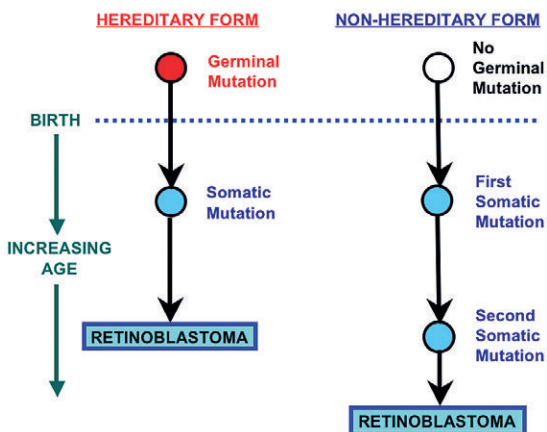 HEREDITARY FORM
NON-HEREDITARY FORM
Germinal
Mutation
No
Germinal
Mutation
BIRTH
Somatic
Mutation
First
Somatic
Mutation
INCREASING
AGE
RETINOBLASTOMA
Second
Somatic
Mutation
RETINOBLASTOMA